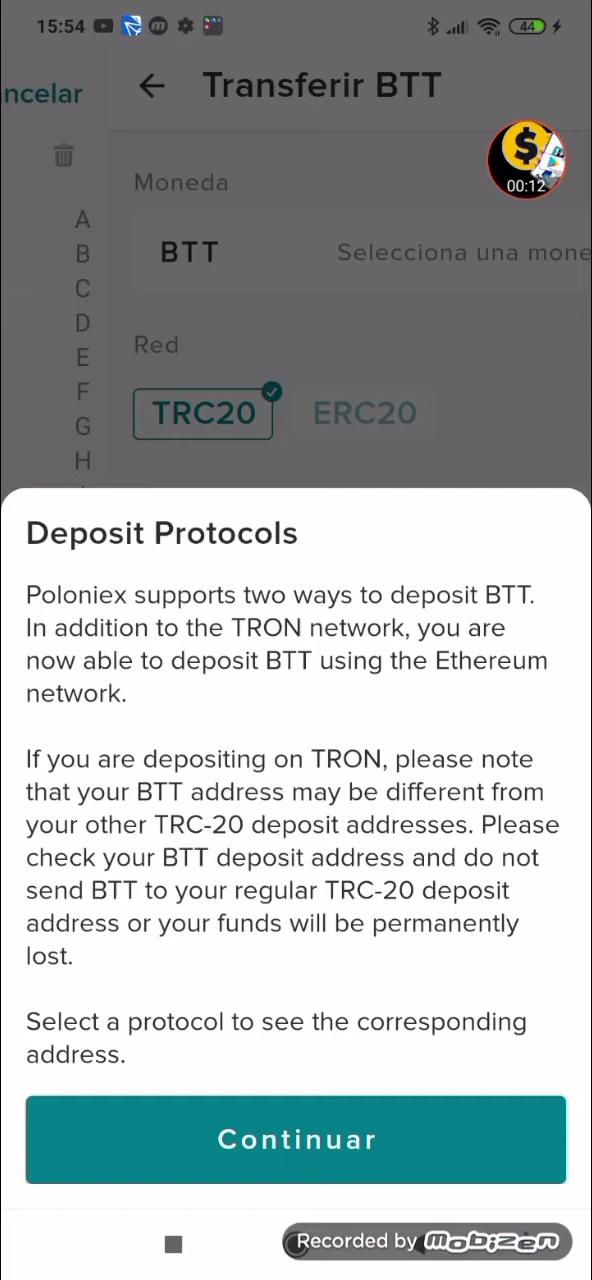 15:54
44
ncelar
Transferir BTT
$
00:12
Moneda
A
B
BTT
Selecciona una mone
C
D
Red
E
F
TRC20
ERC20
G
H
Deposit Protocols
Poloniex supports two ways to deposit BTT.
In addition to the TRON network, you are
now able to deposit BTT using the Ethereum
network.
If you are depositing on TRON, please note
that your BTT address may be different from
your other TRC-20 deposit addresses. Please
check your BTT deposit address and do not
send BTT to your regular TRC-20 deposit
address or your funds will be permanently
lost.
Select a protocol to see the corresponding
address.
Continuar
Recorded by mobizen